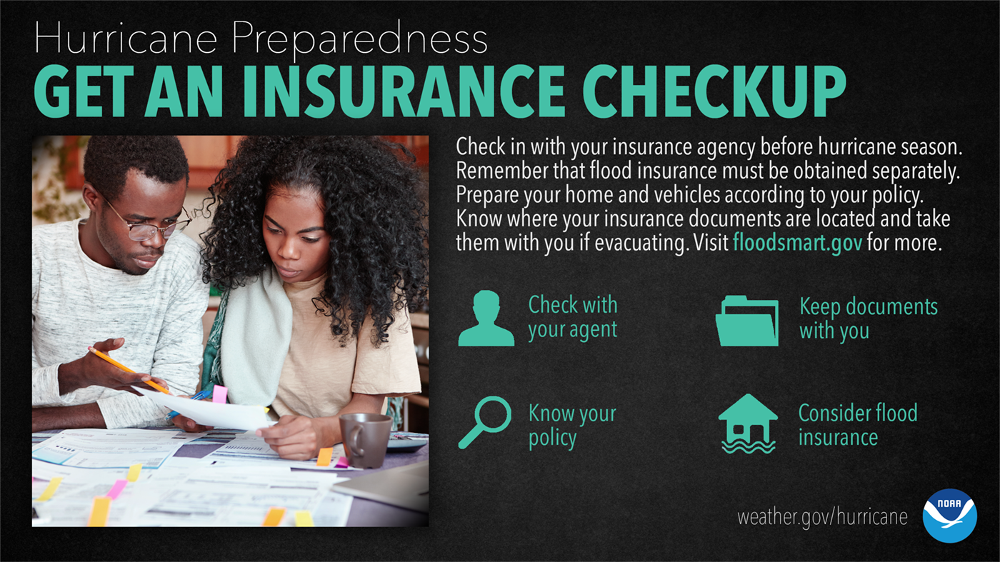 Hurricane Preparedness
GET AN INSURANCE CHECKUP
Check in with your insurance agency before hurricane season.
Remember that flood insurance must be obtained separately.
Prepare your home and vehicles according to your policy.
Know where your insurance documents are located and take
them with you if evacuating. Visit floodsmart.gov for more.
Check with
your agent
Keep documents
with you
Know your
policy
Consider flood
insurance
weather.gov/hurricane
NOAA